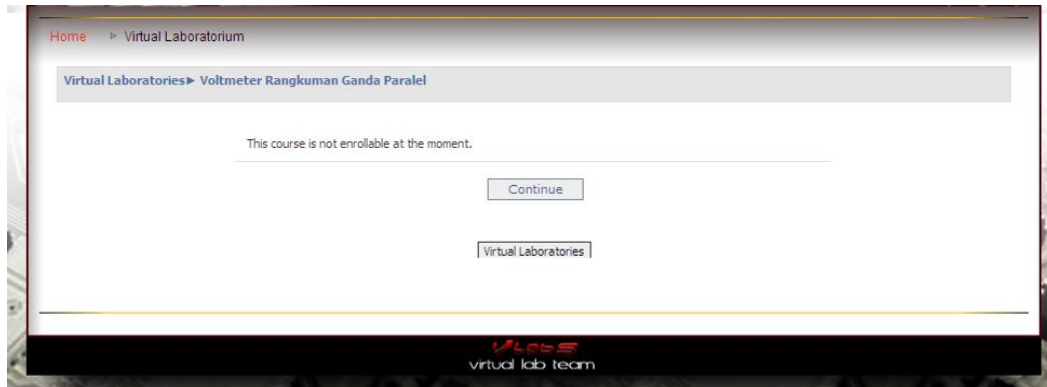 Home ▹ Virtual Laboratorium
Virtual Laboratories► Voltmeter Rangkuman Ganda Paralel
This course is not enrollable at the moment.
Continue
Virtual Laboratories
VLabS
virtual lab team